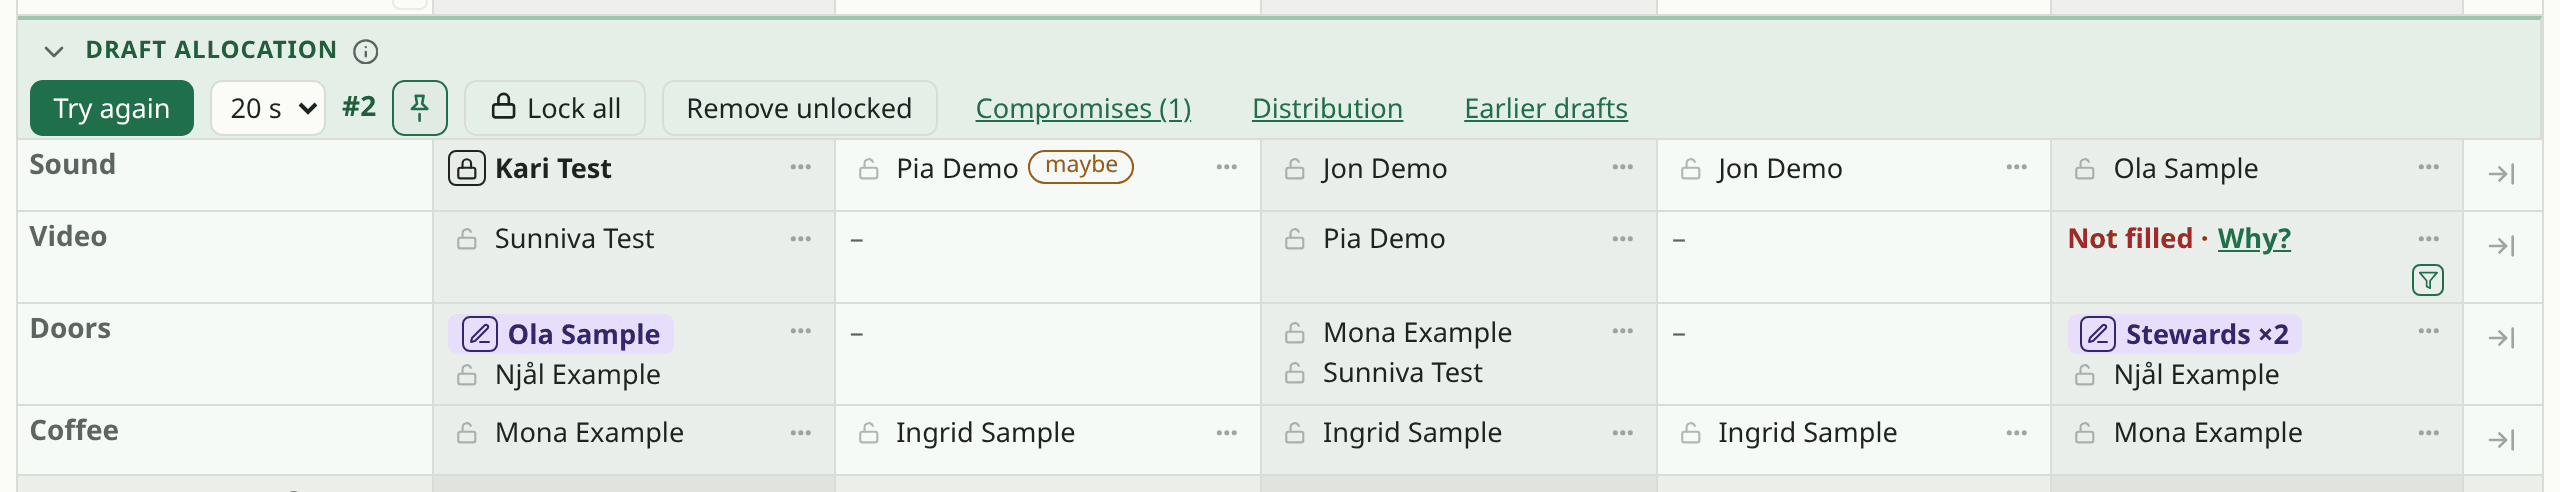 DRAFT ALLOCATION
Try again 20 s #2 Lock all Remove unlocked Compromises (1) Distribution Earlier drafts
Sound Kari Test Pia Demo maybe Jon Demo Jon Demo Ola Sample
Video Sunniva Test – Pia Demo – Not filled · Why?
Doors Ola Sample – Mona Example – Stewards ×2
Njål Example Sunniva Test Njål Example
Coffee Mona Example Ingrid Sample Ingrid Sample Ingrid Sample Mona Example